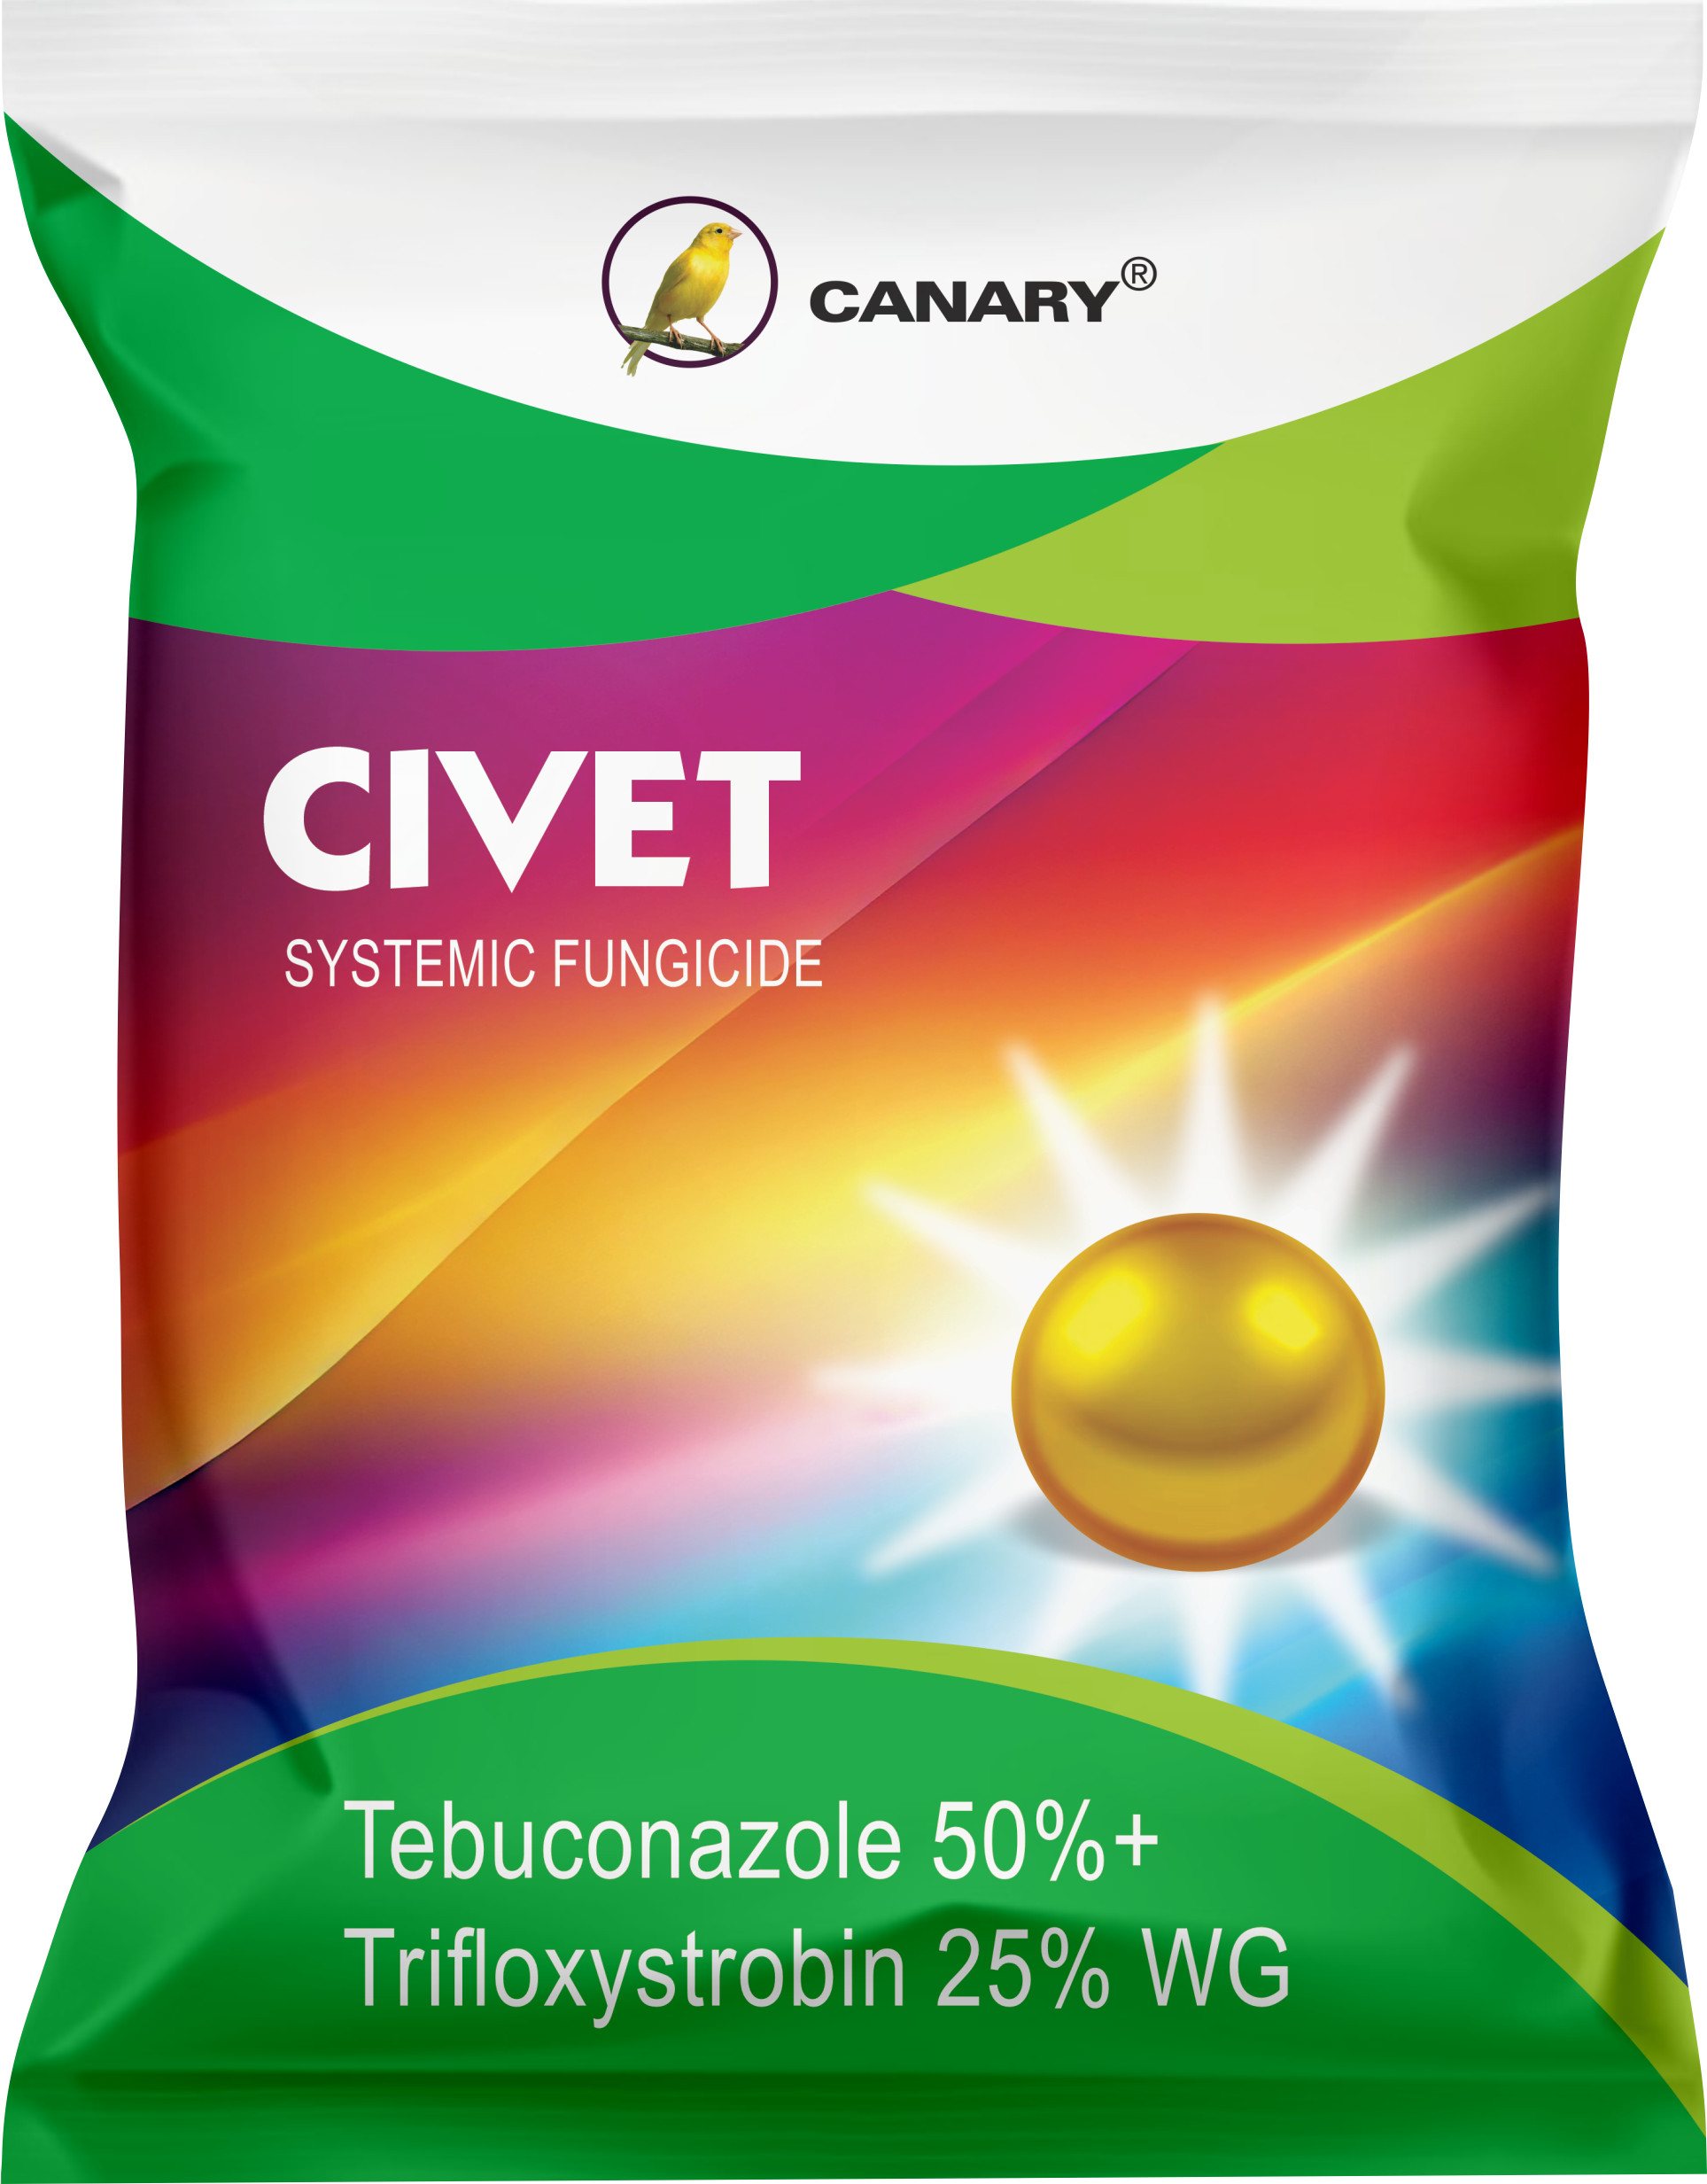 CANARY®
CIVET
SYSTEMIC FUNGICIDE
Tebuconazole 50%+
Trifloxystrobin 25% WG